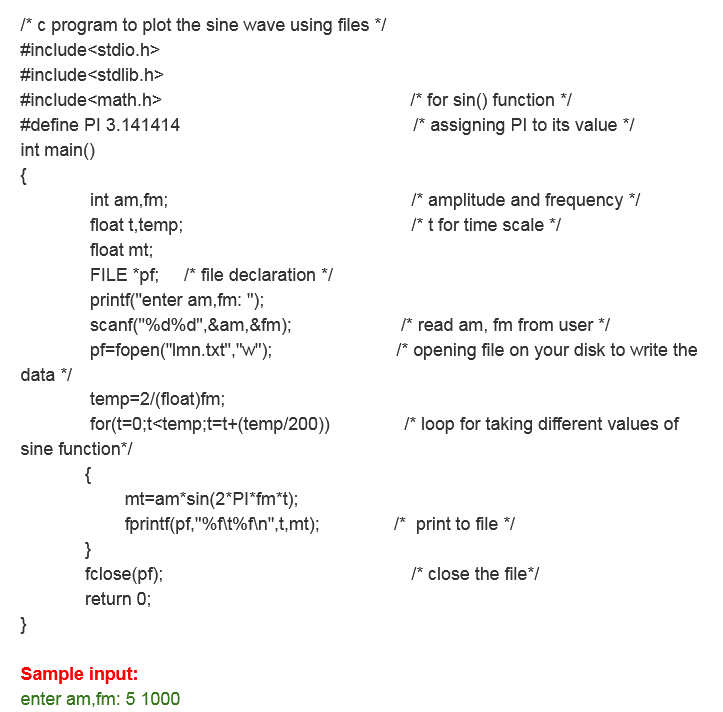 /* c program to plot the sine wave using files */
#include<stdio.h>
#include<stdlib.h>
#include<math.h> /* for sin() function */
#define PI 3.141414 /* assigning PI to its value */
int main()
{
int am,fm; /* amplitude and frequency */
float t,temp; /* t for time scale */
float mt;
FILE *pf; /* file declaration */
printf("enter am,fm: ");
scanf("%d%d",&am,&fm); /* read am, fm from user */
pf=fopen("lmn.txt","w"); /* opening file on your disk to write the
data */
temp=2/(float)fm;
for(t=0;t<temp;t=t+(temp/200)) /* loop for taking different values of
sine function*/
{
mt=am*sin(2*PI*fm*t);
fprintf(pf,"%f\t%f\n",t,mt); /* print to file */
}
fclose(pf); /* close the file*/
return 0;
}
Sample input:
enter am,fm: 5 1000